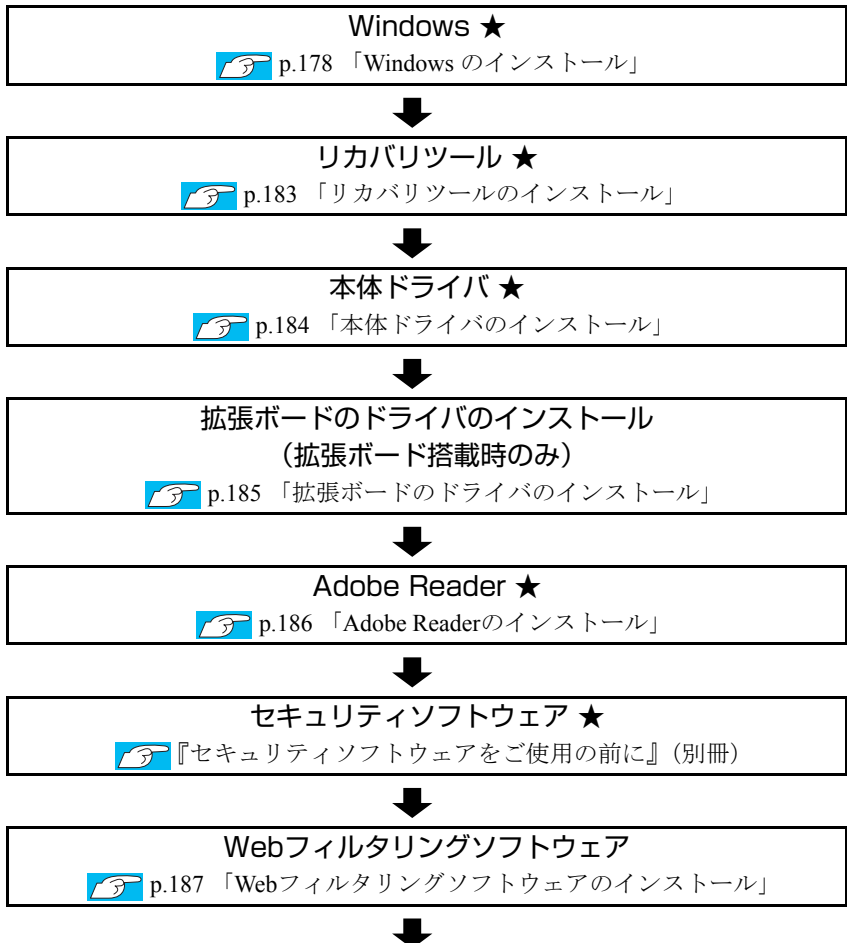 Windows ★
p.178 「Windows のインストール」
リカバリツール ★
p.183 「リカバリツールのインストール」
本体ドライバ ★
p.184 「本体ドライバのインストール」
拡張ボードのドライバのインストール
（拡張ボード搭載時のみ）
p.185 「拡張ボードのドライバのインストール」
Adobe Reader ★
p.186 「Adobe Readerのインストール」
セキュリティソフトウェア ★
『セキュリティソフトウェアをご使用の前に』（別冊）
Webフィルタリングソフトウェア
p.187 「Webフィルタリングソフトウェアのインストール」